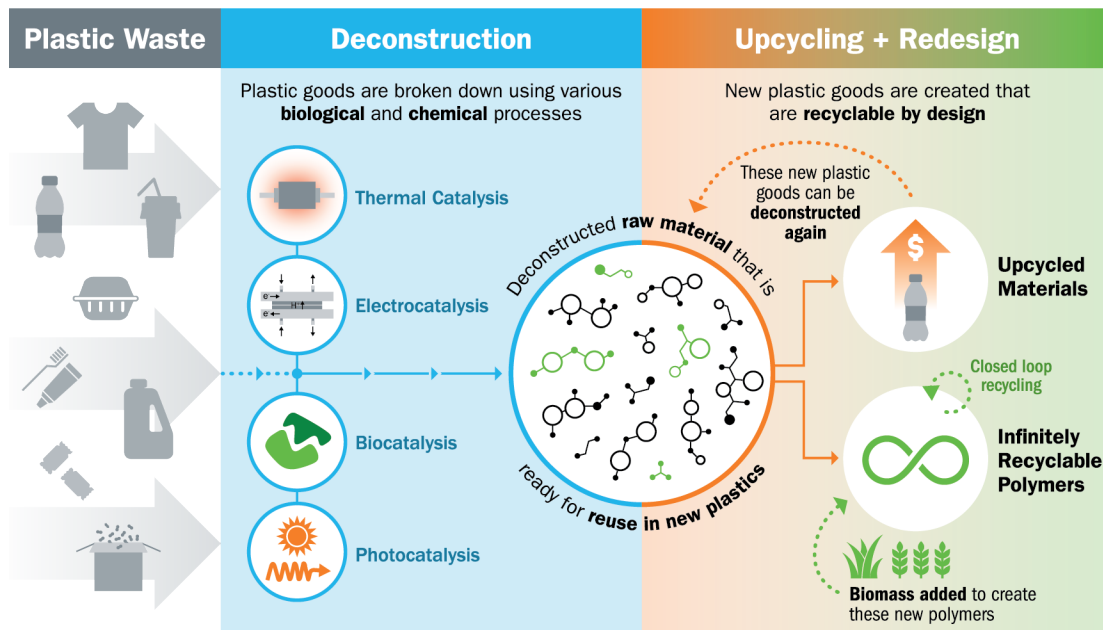 Plastic Waste
Deconstruction
Upcycling + Redesign
Plastic goods are broken down using various
biological and chemical processes
Thermal Catalysis
e⁻
H⁺
e⁻
Electrocatalysis
Biocatalysis
Photocatalysis
Deconstructed raw material that is
ready for reuse in new plastics
New plastic goods are created that
are recyclable by design
These new plastic
goods can be
deconstructed
again
$
Upcycled
Materials
Closed loop
recycling
Infinitely
Recyclable
Polymers
Biomass added to create
these new polymers